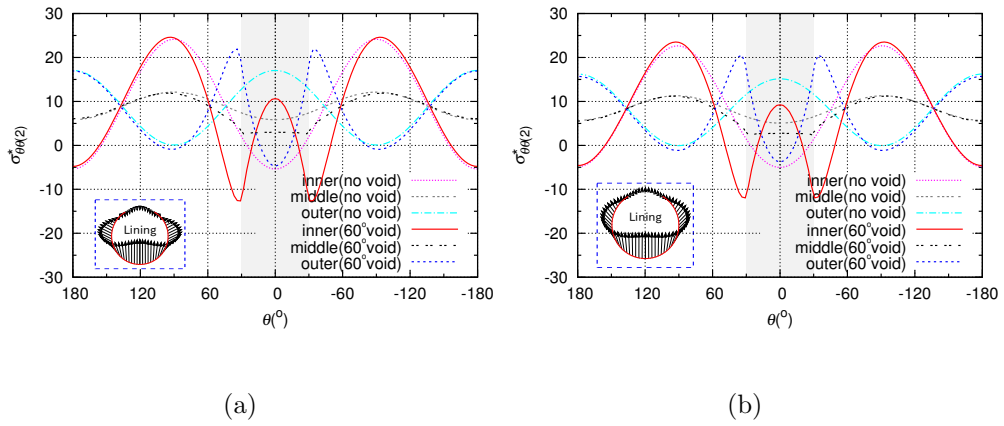 30
20
10
0
-10
-20
-30
180 120 60 0 -60 -120 -180
σ*θθ(2)
θ(°)
inner(no void)
middle(no void)
outer(no void)
inner(60°void)
middle(60°void)
outer(60°void)
Lining
(a)
30
20
10
0
-10
-20
-30
180 120 60 0 -60 -120 -180
σ*θθ(2)
θ(°)
inner(no void)
middle(no void)
outer(no void)
inner(60°void)
middle(60°void)
outer(60°void)
Lining
(b)